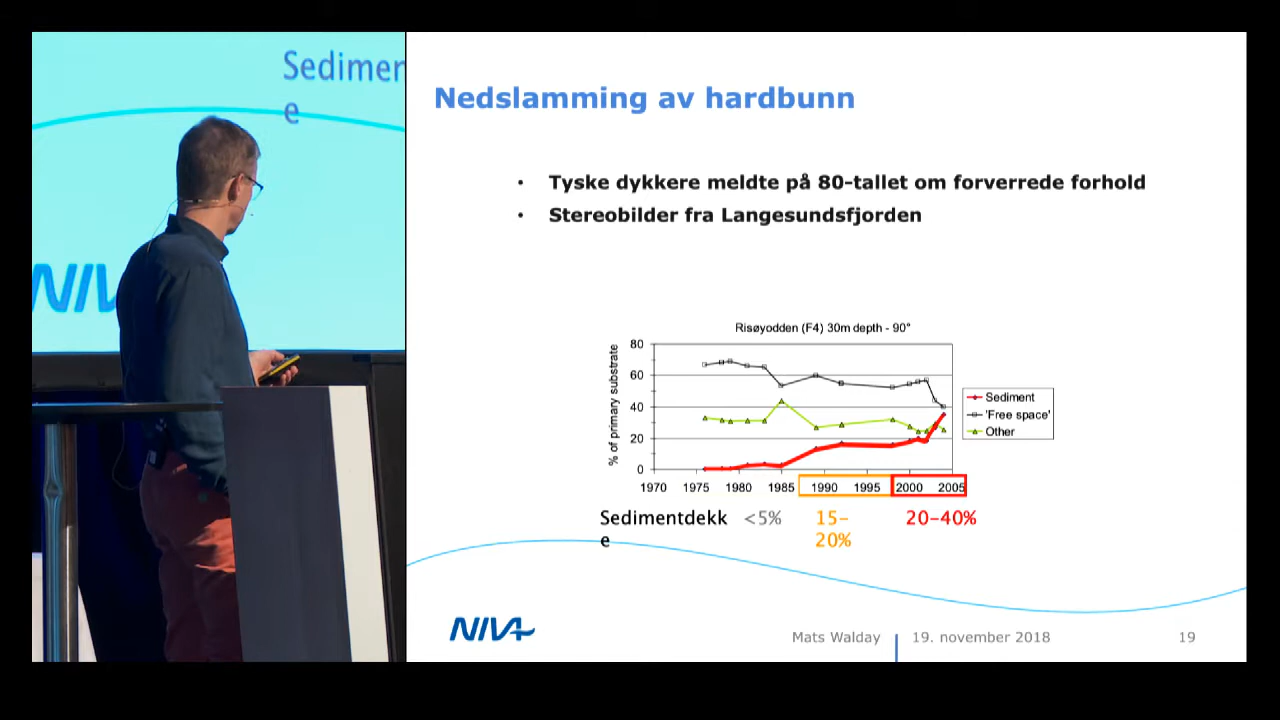 Sedimen
e
NIV
Nedslamming av hardbunn
• Tyske dykkere meldte på 80-tallet om forverrede forhold
• Stereobilder fra Langesundsfjorden
Risøyodden (F4) 30m depth - 90°
% of primary substrate
80
60
40
20
0
1970 1975 1980 1985 1990 1995 2000 2005
Sediment
'Free space'
Other
Sedimentdekk
e
<5%
15-
20%
20-40%
NIVA
Mats Walday
19. november 2018
19